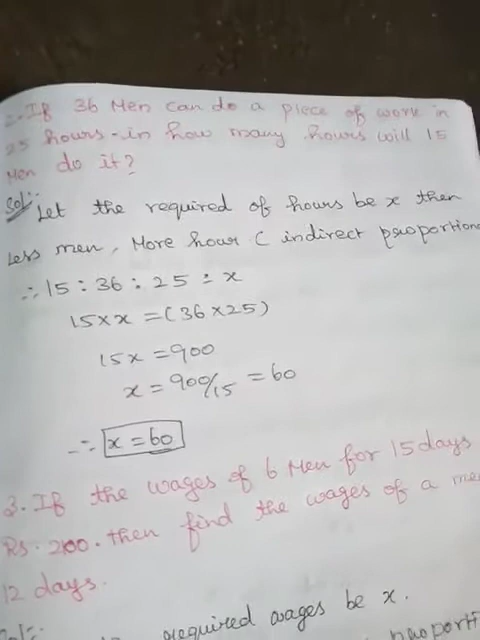 2. If 36 Men can do a piece of work in
25 hours - in how many hours will 15
Men do it?
Sol:-
Let the required of hours be x then
Less men, More hour ( indirect proportion
∴ 15 : 36 : 25 : x
15 x x = (36 x 25)
15x = 900
x = 900/15 = 60
∴ x = 60
3. If the wages of 6 Men for 15 days
Rs. 2100. then find the wages of a me
12 days.
required wages be x.